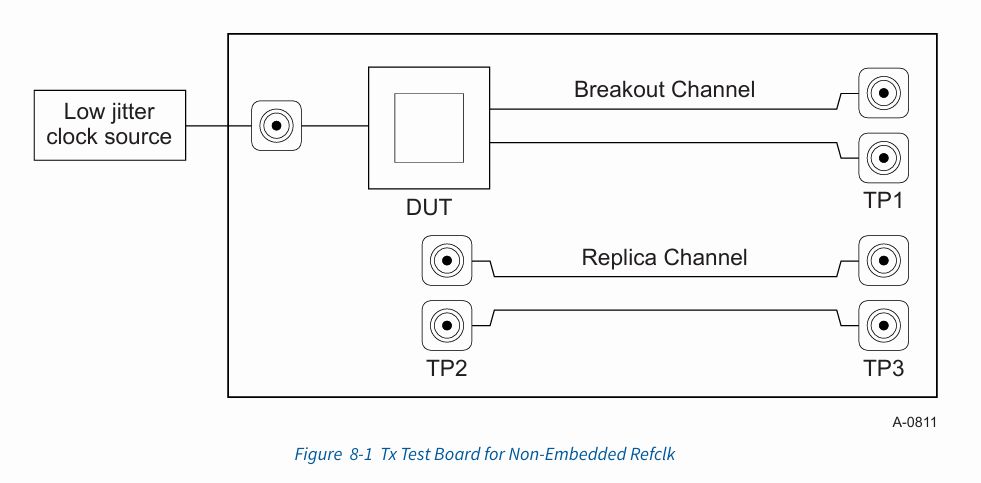 Low jitter
clock source
Breakout Channel
DUT
TP1
Replica Channel
TP2
TP3
A-0811
Figure 8-1 Tx Test Board for Non-Embedded Refclk